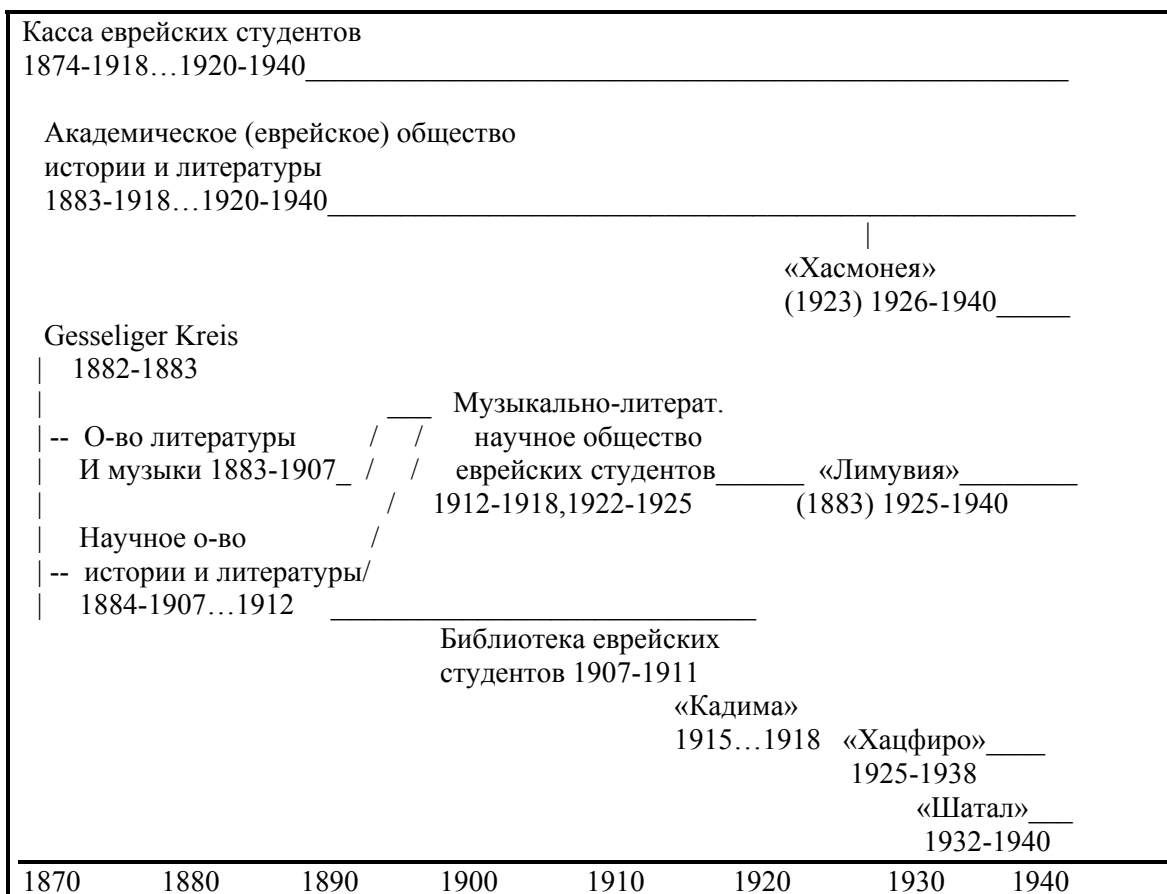 Касса еврейских студентов
1874-1918…1920-1940
Академическое (еврейское) общество
истории и литературы
1883-1918…1920-1940
«Хасмонея»
(1923) 1926-1940
Gesseliger Kreis
1882-1883
Музыкально-литерат.
-- О-во литературы / / научное общество
И музыки 1883-1907_ / / еврейских студентов «Лимувия»
/ 1912-1918,1922-1925 (1883) 1925-1940
Научное о-во /
-- истории и литературы/
1884-1907…1912
Библиотека еврейских
студентов 1907-1911
«Кадима»
1915…1918 «Хацфиро»
1925-1938
«Шатал»
1932-1940
1870 1880 1890 1900 1910 1920 1930 1940